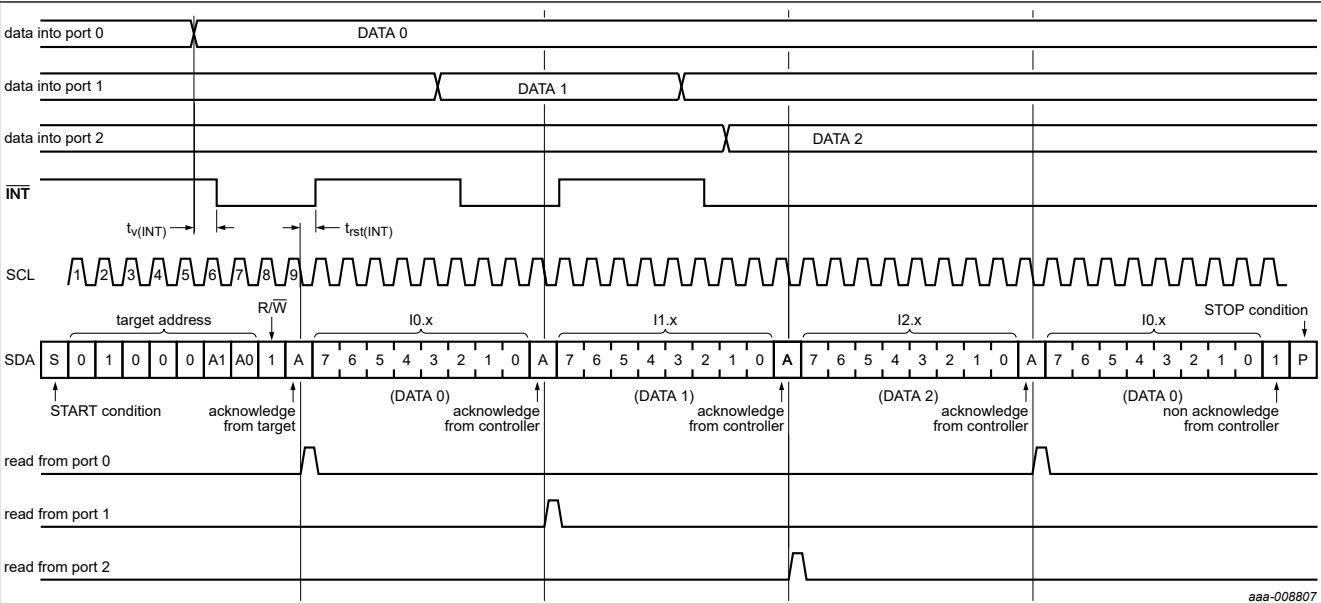 data into port 0
DATA 0
data into port 1
DATA 1
data into port 2
DATA 2
INT
tv(INT)
trst(INT)
SCL
1 2 3 4 5 6 7 8 9
R/W
STOP condition
target address
I0.x
I1.x
I2.x
I0.x
SDA
S 0 1 0 0 0 A1 A0 1 A 7 6 5 4 3 2 1 0 A 7 6 5 4 3 2 1 0 A 7 6 5 4 3 2 1 0 A 7 6 5 4 3 2 1 0 1 P
(DATA 0)
(DATA 1)
(DATA 2)
(DATA 0)
START condition
acknowledge
from target
acknowledge
from controller
acknowledge
from controller
acknowledge
from controller
non acknowledge
from controller
read from port 0
read from port 1
read from port 2
aaa-008807